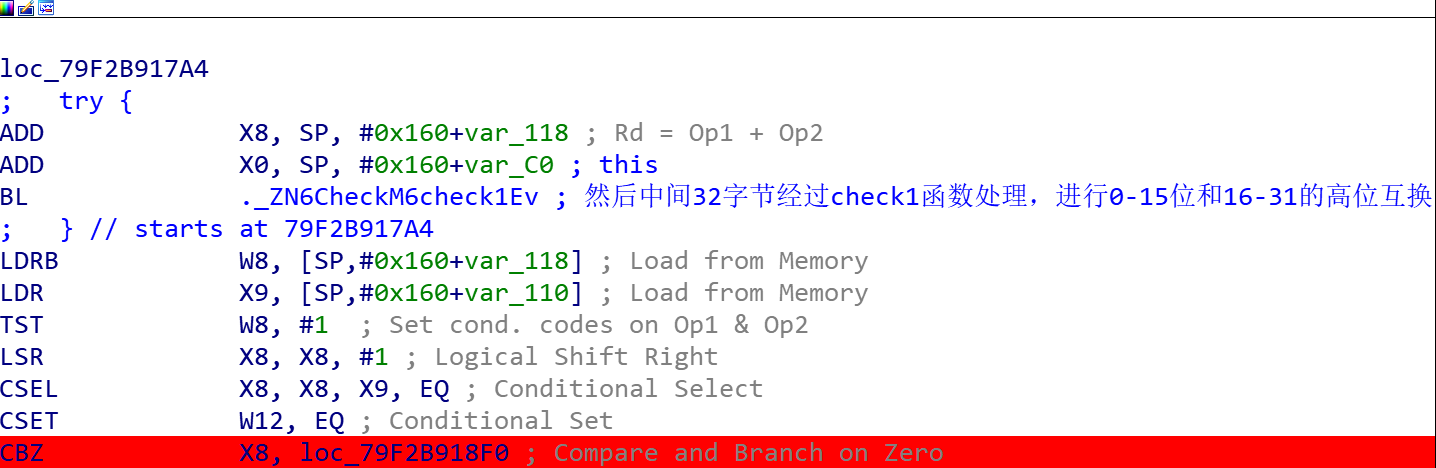 loc_79F2B917A4
;   try {
ADD X8, SP, #0x160+var_118 ; Rd = Op1 + Op2
ADD X0, SP, #0x160+var_C0 ; this
BL ._ZN6CheckM6check1Ev ; 然后中间32字节经过check1函数处理，进行0-15位和16-31的高位互换
;   } // starts at 79F2B917A4
LDRB W8, [SP,#0x160+var_118] ; Load from Memory
LDR X9, [SP,#0x160+var_110] ; Load from Memory
TST W8, #1  ; Set cond. codes on Op1 & Op2
LSR X8, X8, #1 ; Logical Shift Right
CSEL X8, X8, X9, EQ ; Conditional Select
CSET W12, EQ ; Conditional Set
CBZ X8, loc_79F2B918F0 ; Compare and Branch on Zero